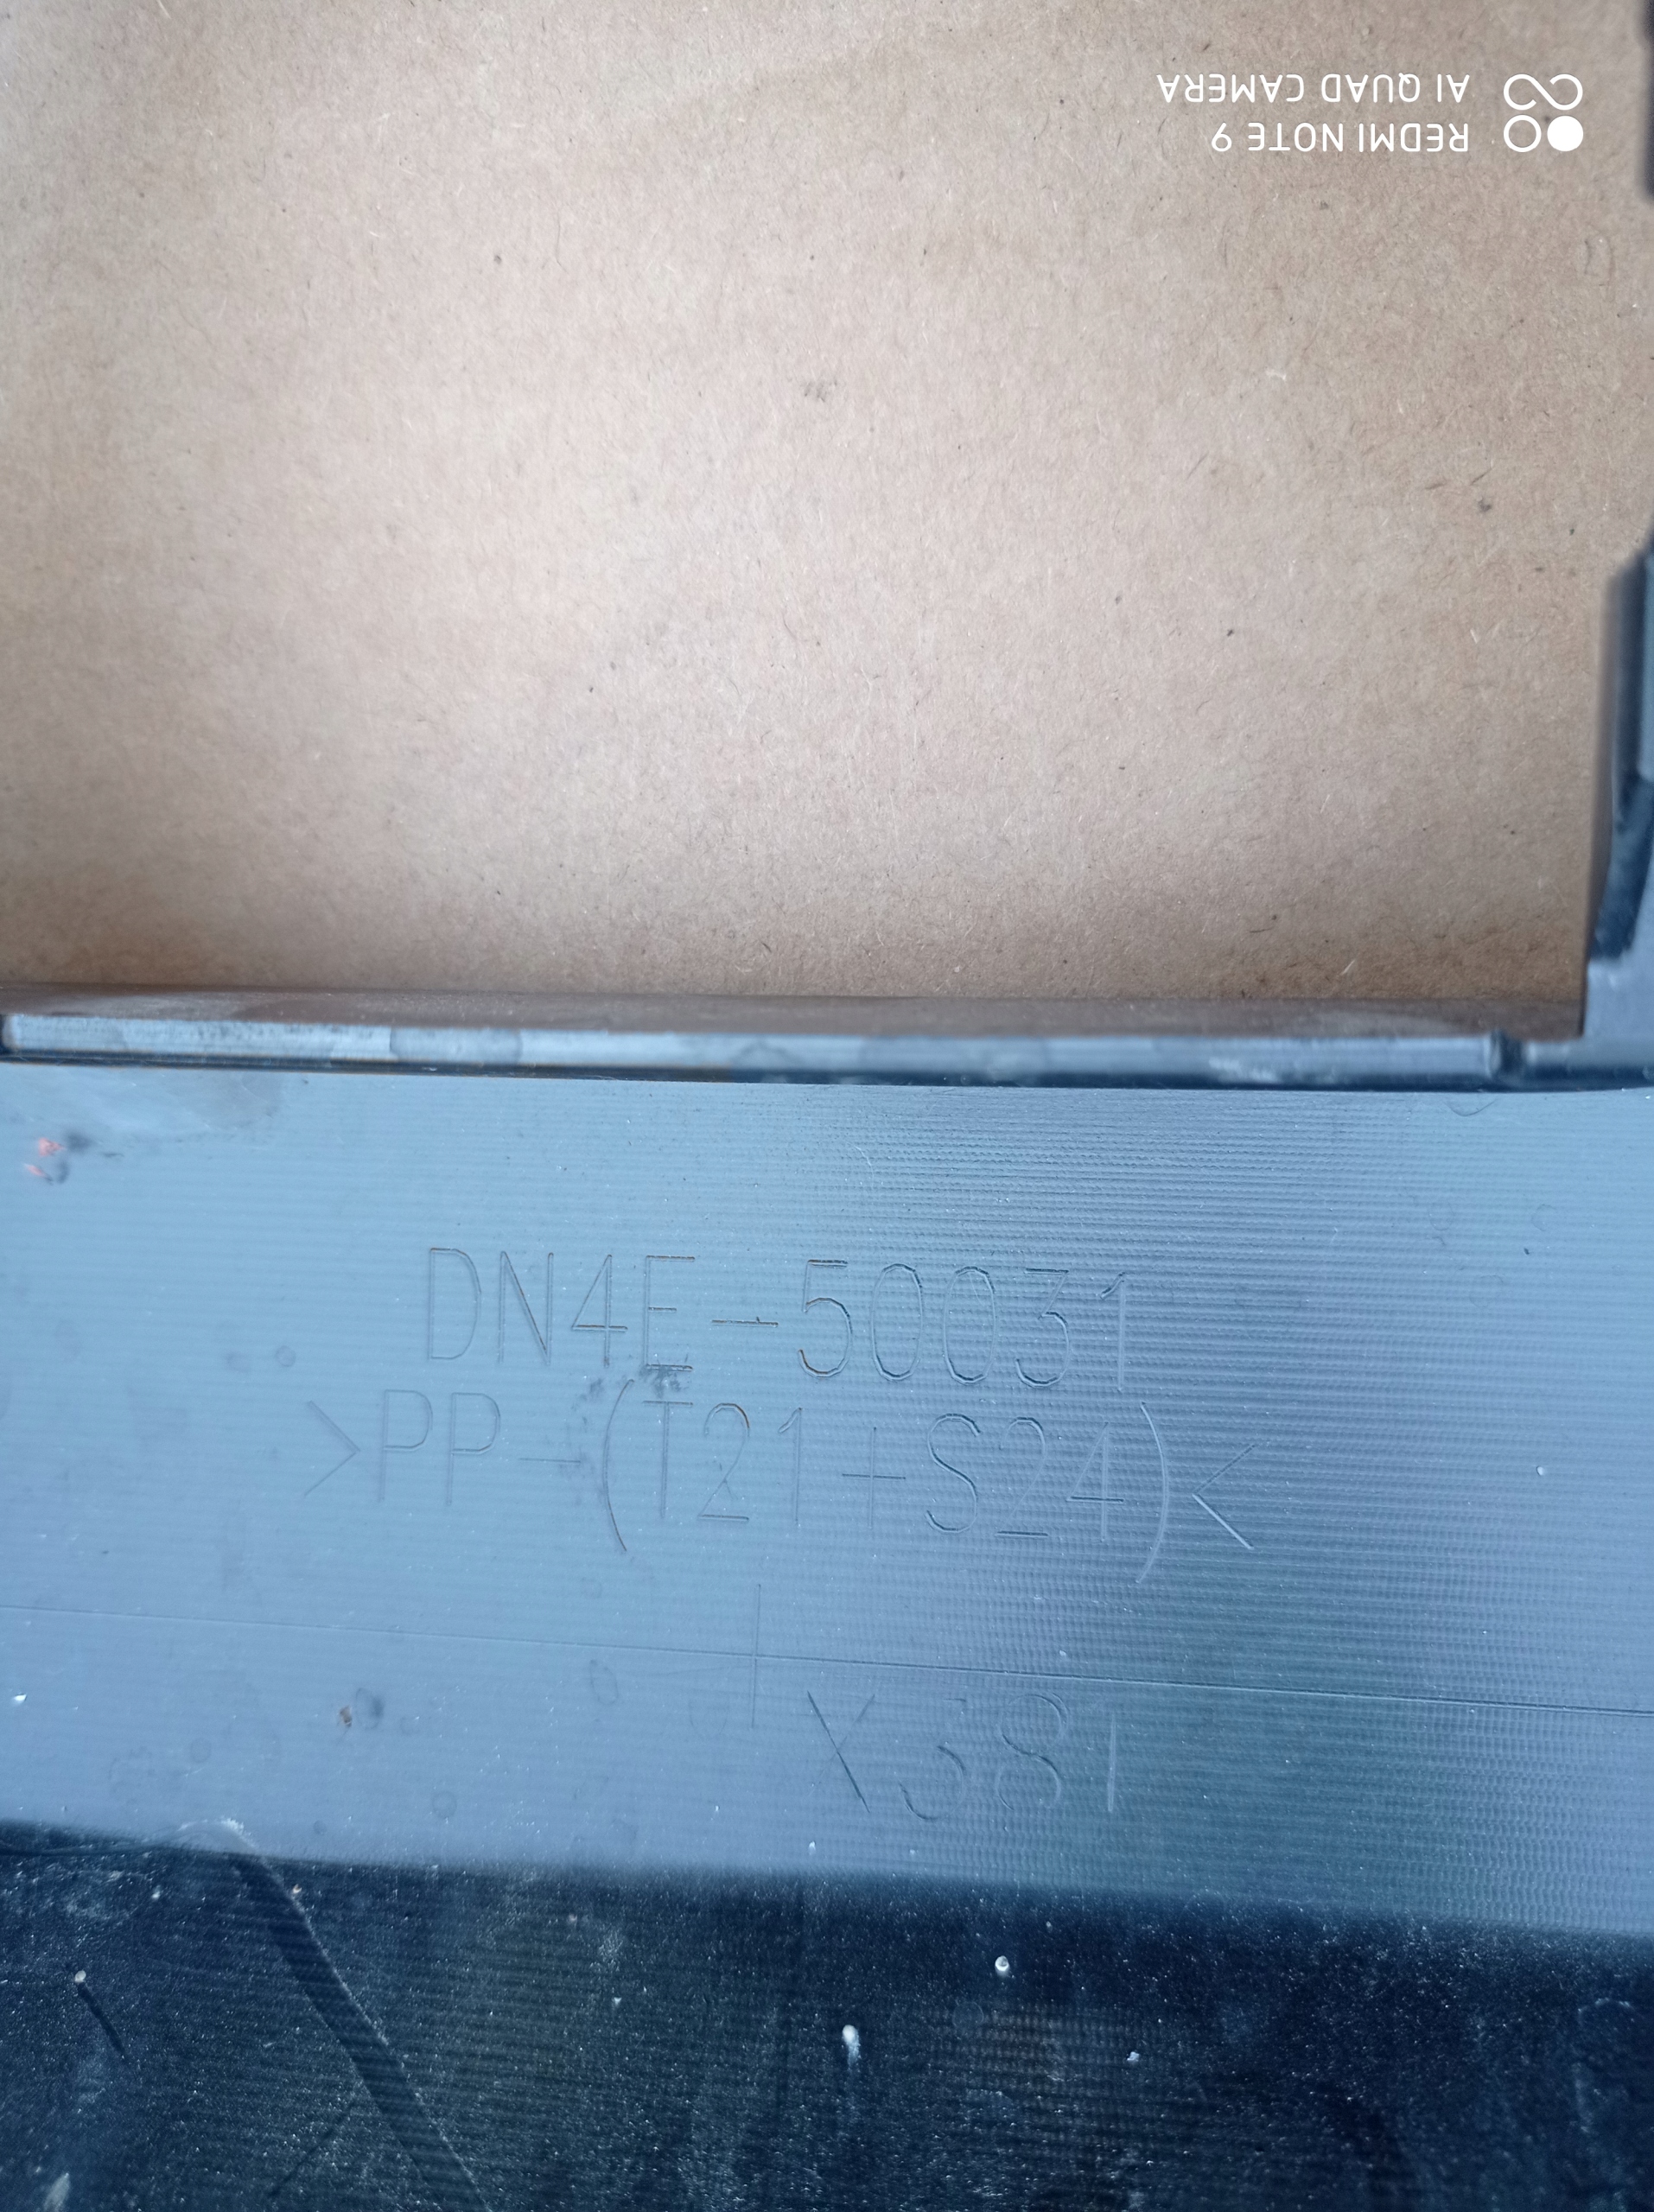 REDMI NOTE 9
AI QUAD CAMERA
DN4E-50031
>PP-(T21+S24)<
X381